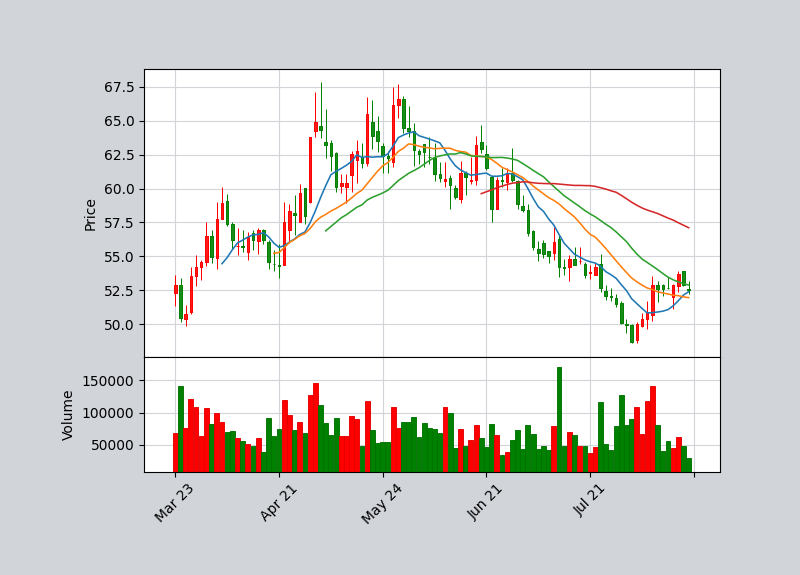 67.5
65.0
62.5
60.0
57.5
55.0
52.5
50.0
Price
150000
100000
50000
Volume
Mar 23
Apr 21
May 24
Jun 21
Jul 21